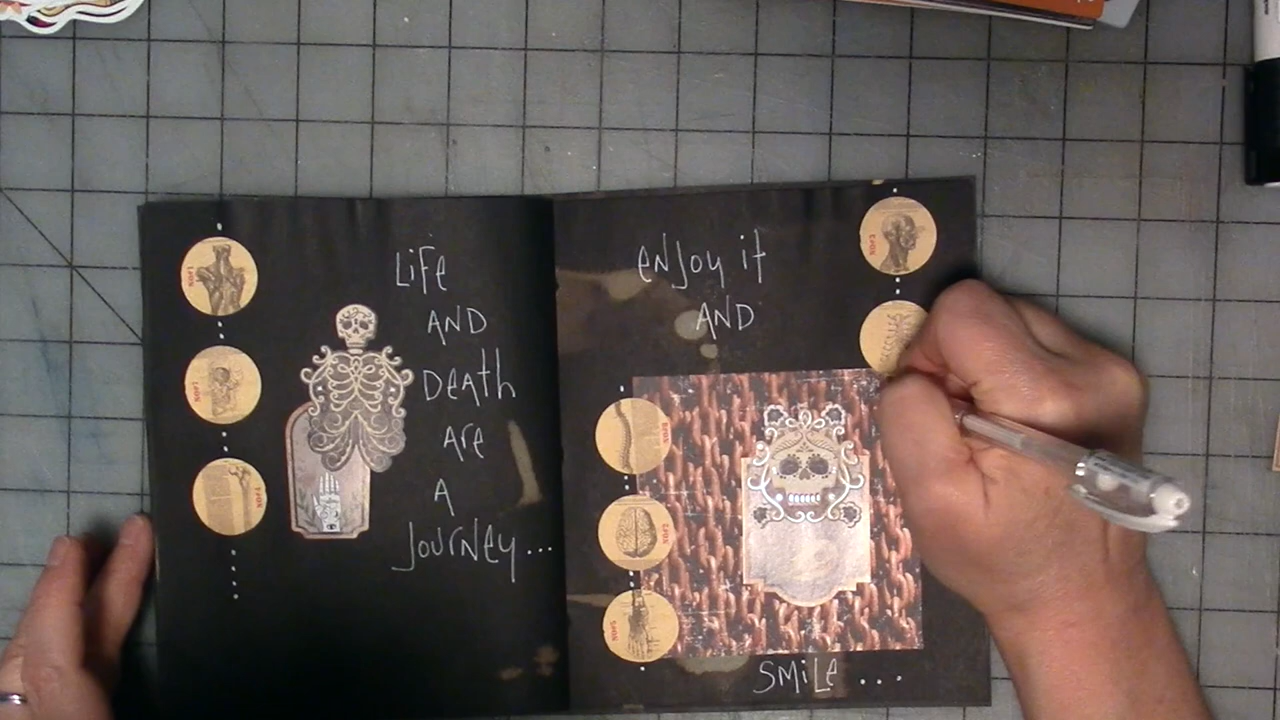 Life
AND
Death
Are
A
Journey...
enjoy it
AND
SMiLe...